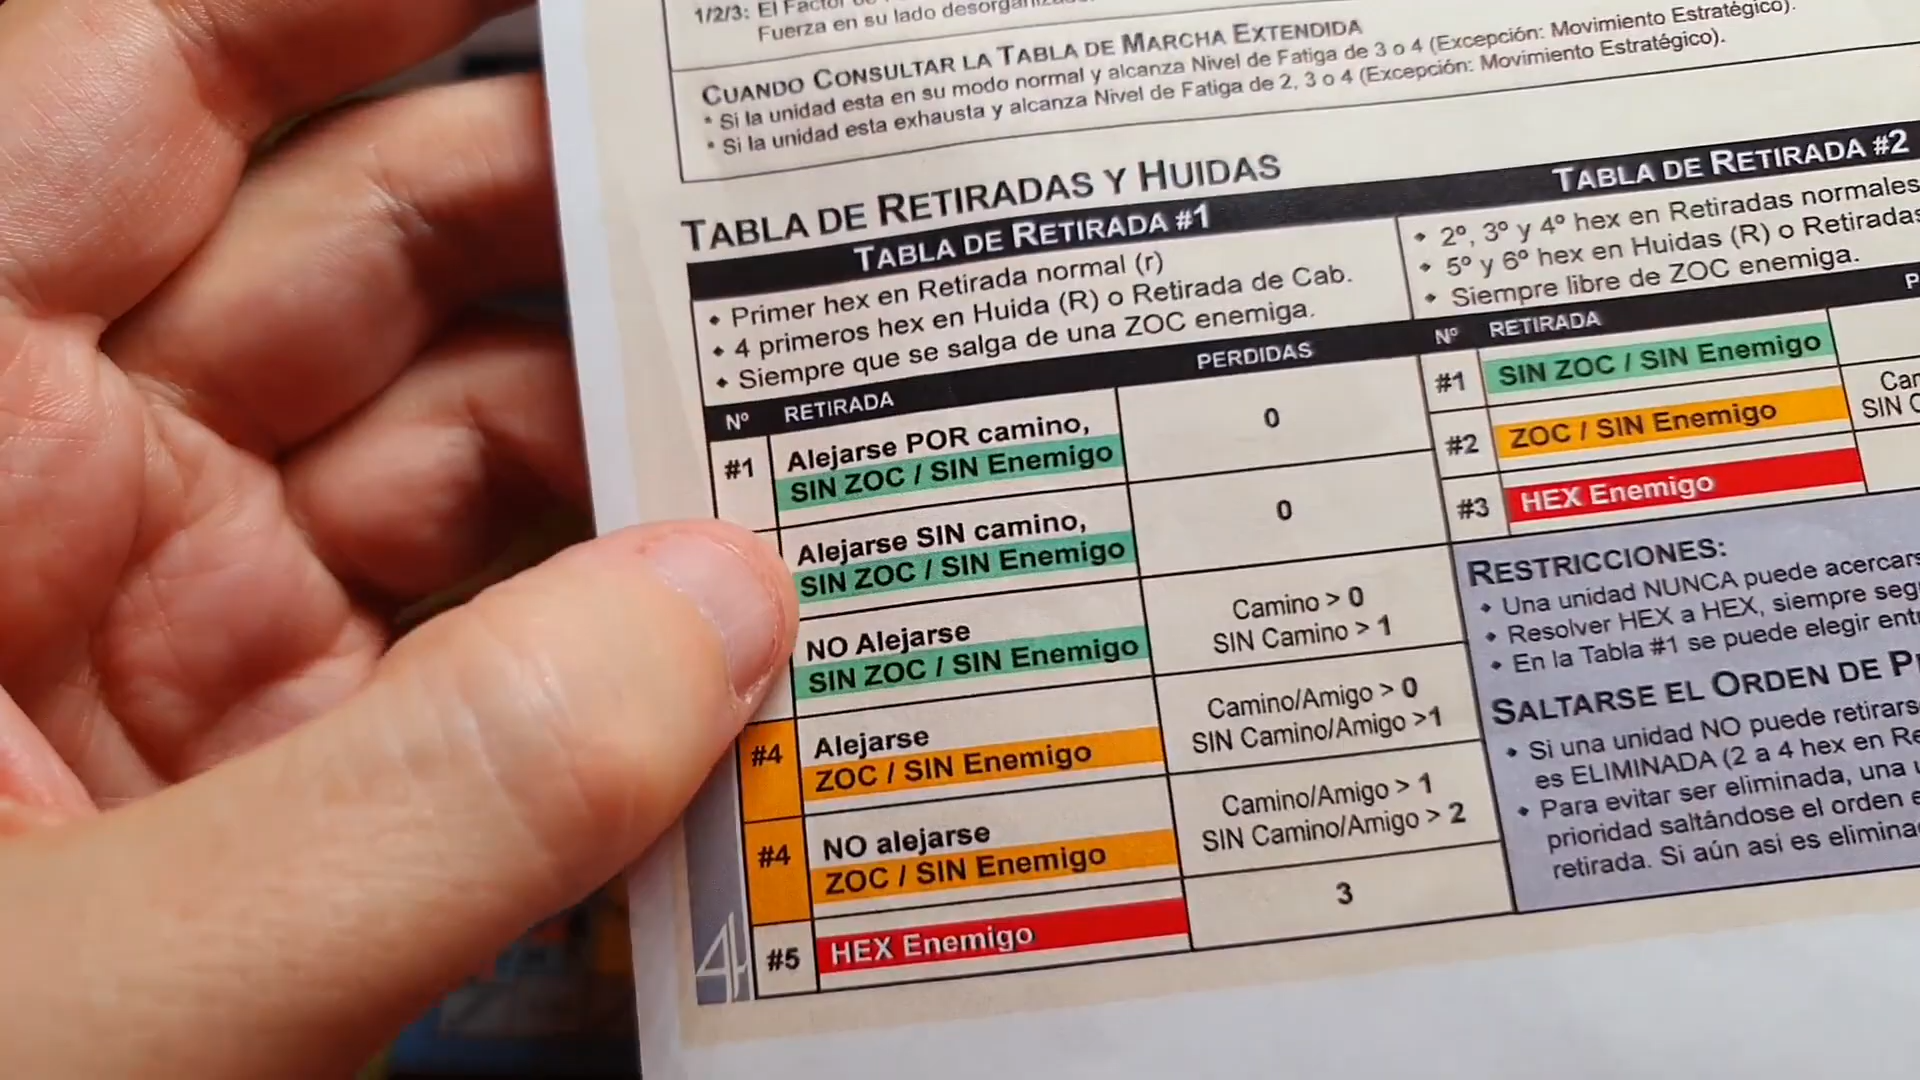 1/2/3: El Factor de
Fuerza en su lado desorganizad
CUANDO CONSULTAR LA TABLA DE MARCHA EXTENDIDA
* Si la unidad esta en su modo normal y alcanza Nivel de Fatiga de 3 o 4 (Excepción: Movimiento Estratégico).
* Si la unidad esta exhausta y alcanza Nivel de Fatiga de 2, 3 o 4 (Excepción: Movimiento Estratégico).
TABLA DE RETIRADAS Y HUIDAS
TABLA DE RETIRADA #1
• Primer hex en Retirada normal (r)
• 4 primeros hex en Huida (R) o Retirada de Cab.
• Siempre que se salga de una ZOC enemiga.
Nº RETIRADA PERDIDAS
#1 Alejarse POR camino, 0
SIN ZOC / SIN Enemigo
Alejarse SIN camino, 0
SIN ZOC / SIN Enemigo
NO Alejarse Camino > 0
SIN ZOC / SIN Enemigo SIN Camino > 1
#4 Alejarse Camino/Amigo > 0
ZOC / SIN Enemigo SIN Camino/Amigo >1
#4 NO alejarse Camino/Amigo > 1
ZOC / SIN Enemigo SIN Camino/Amigo > 2
#5 HEX Enemigo 3
TABLA DE RETIRADA #2
• 2º, 3º y 4º hex en Retiradas normales
• 5º y 6º hex en Huidas (R) o Retiradas
• Siempre libre de ZOC enemiga.
Nº RETIRADA P
#1 SIN ZOC / SIN Enemigo
#2 ZOC / SIN Enemigo Cam
SIN C
#3 HEX Enemigo
RESTRICCIONES:
• Una unidad NUNCA puede acercars
• Resolver HEX a HEX, siempre segu
• En la Tabla #1 se puede elegir entr
SALTARSE EL ORDEN DE P
• Si una unidad NO puede retirars
es ELIMINADA (2 a 4 hex en Re
• Para evitar ser eliminada, una u
prioridad saltándose el orden e
retirada. Si aún asi es elimina